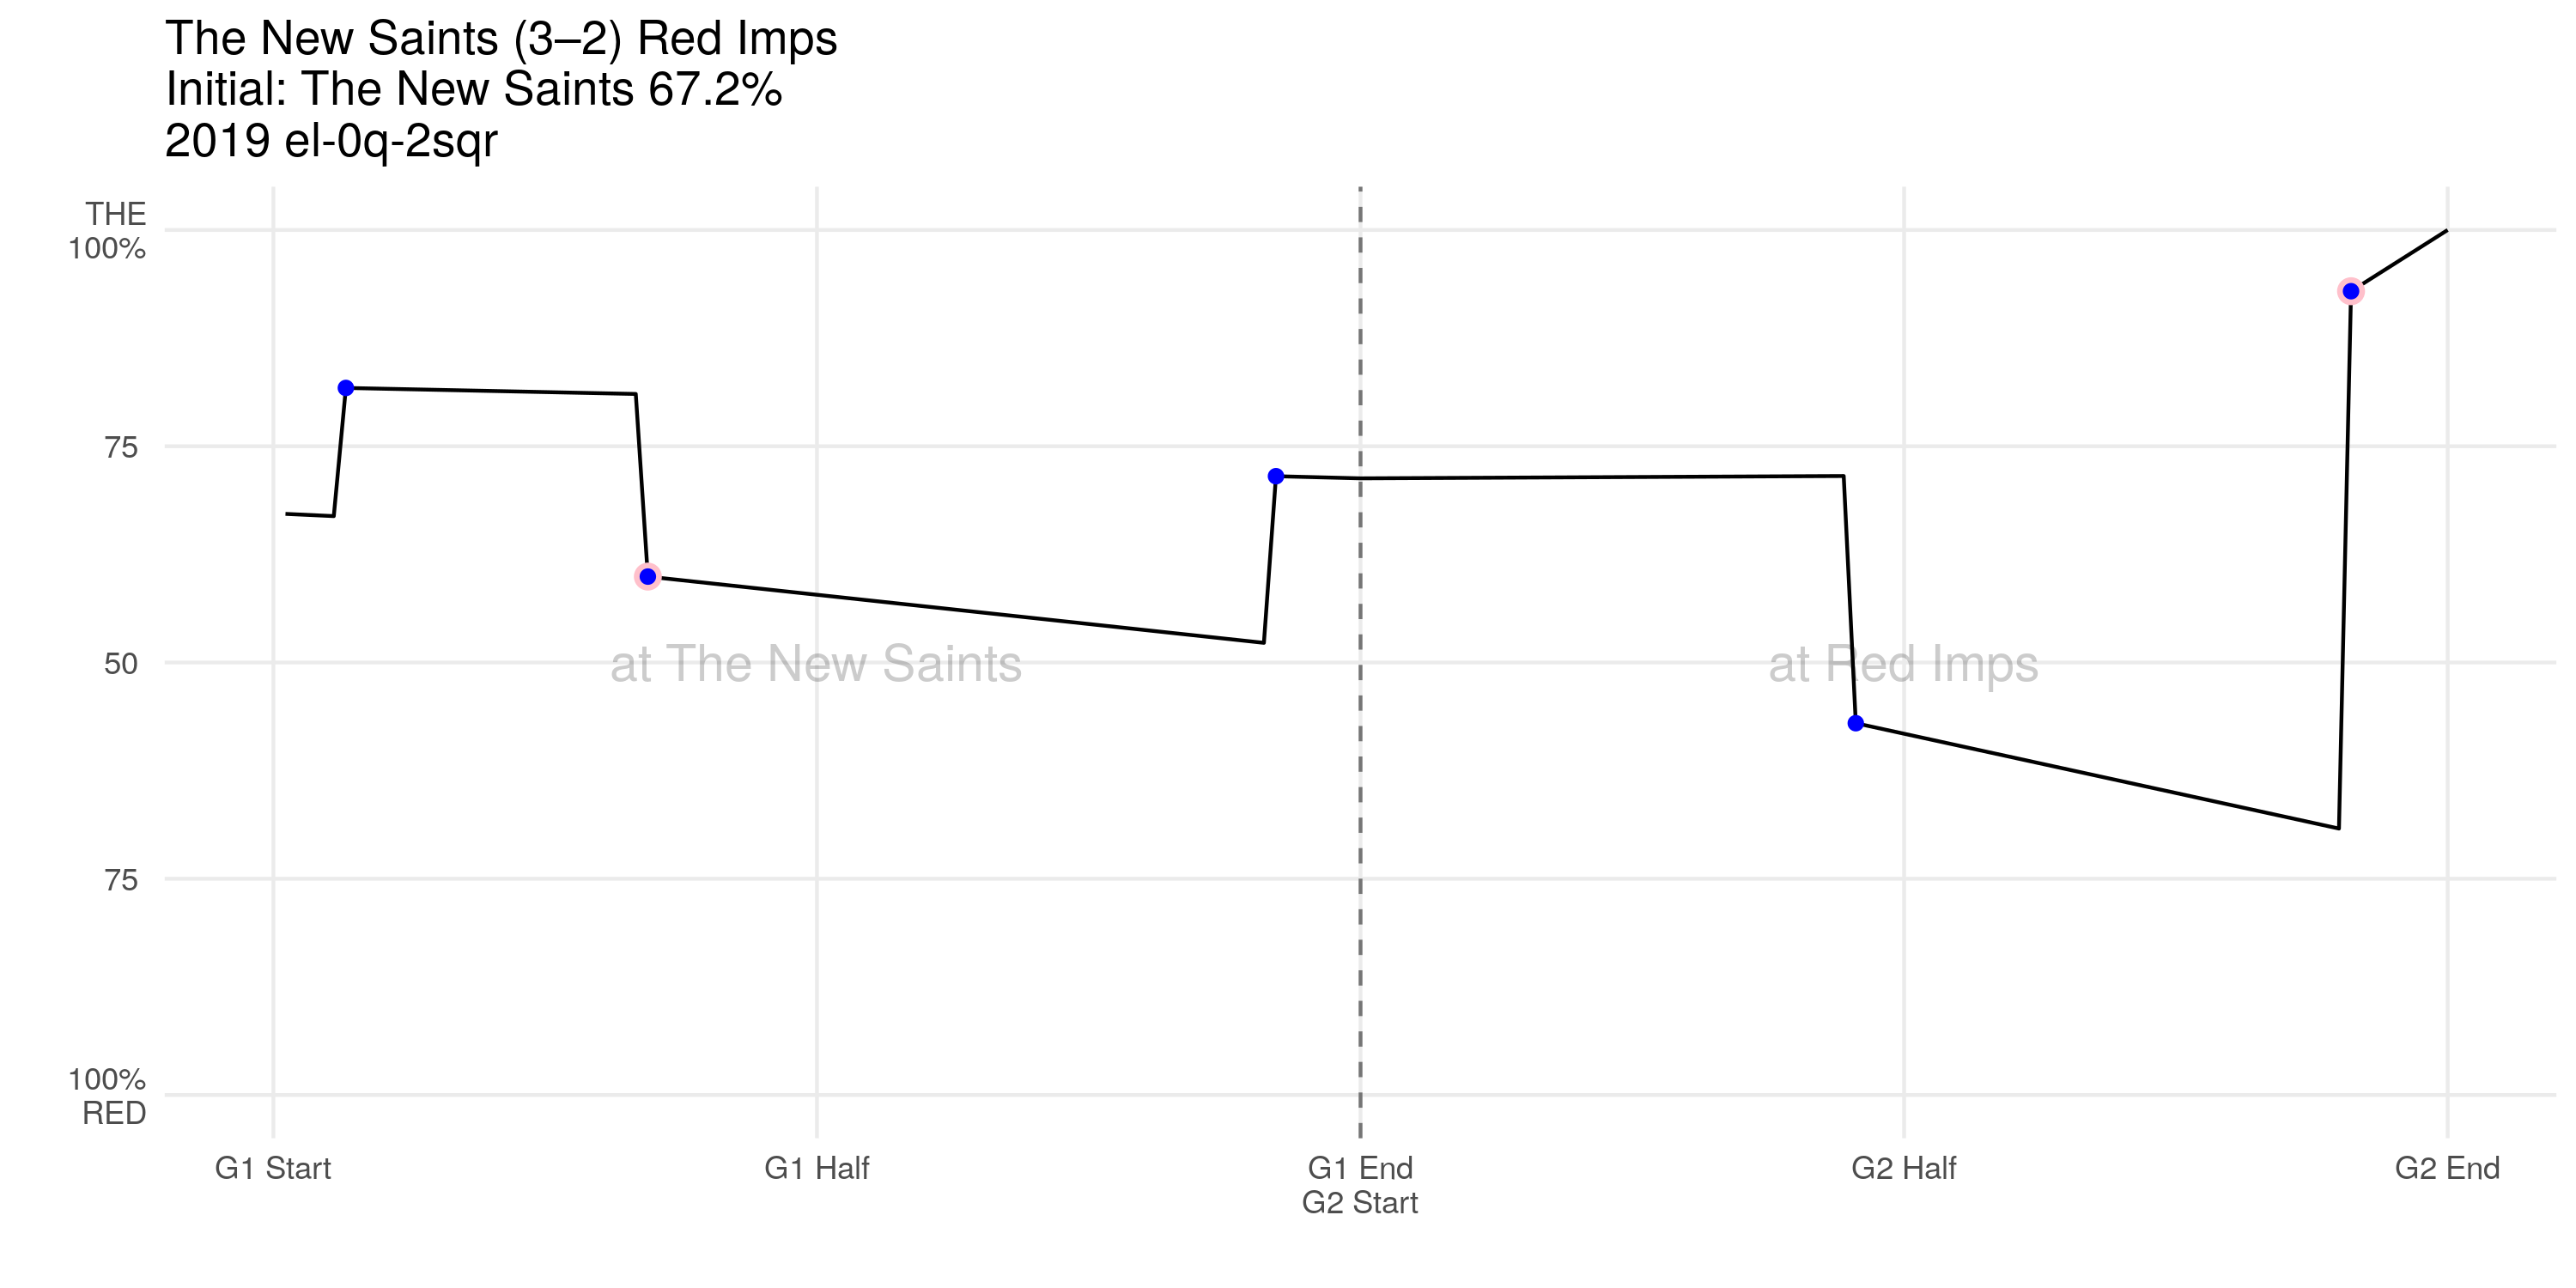 The New Saints (3–2) Red Imps
Initial: The New Saints 67.2%
2019 el-0q-2sqr
THE
100%
75
50
75
100%
RED
at The New Saints
at Red Imps
G1 Start
G1 Half
G1 End
G2 Start
G2 Half
G2 End